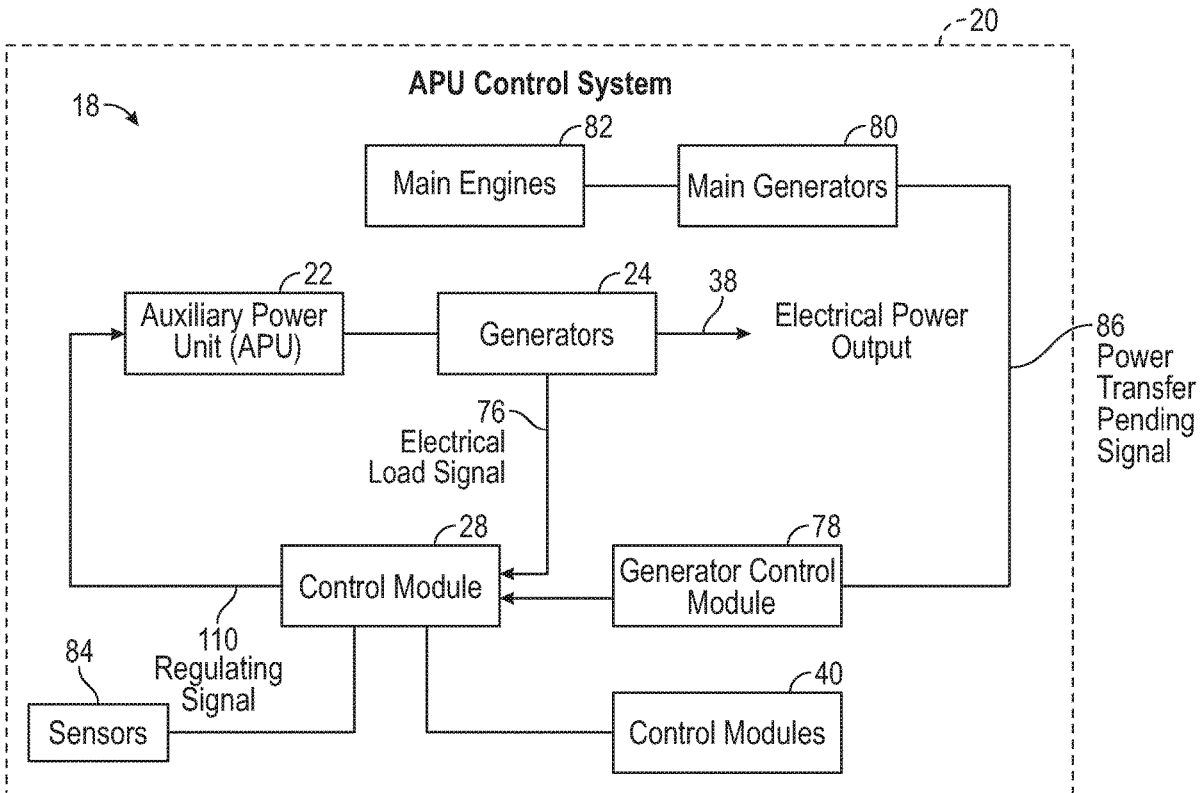 20
APU Control System
18
82
80
Main Engines
Main Generators
22
24
38
Auxiliary Power
Unit (APU)
Generators
Electrical Power
Output
86
Power
Transfer
Pending
Signal
76
Electrical
Load Signal
28
78
Control Module
Generator Control
Module
110
Regulating
Signal
84
40
Sensors
Control Modules